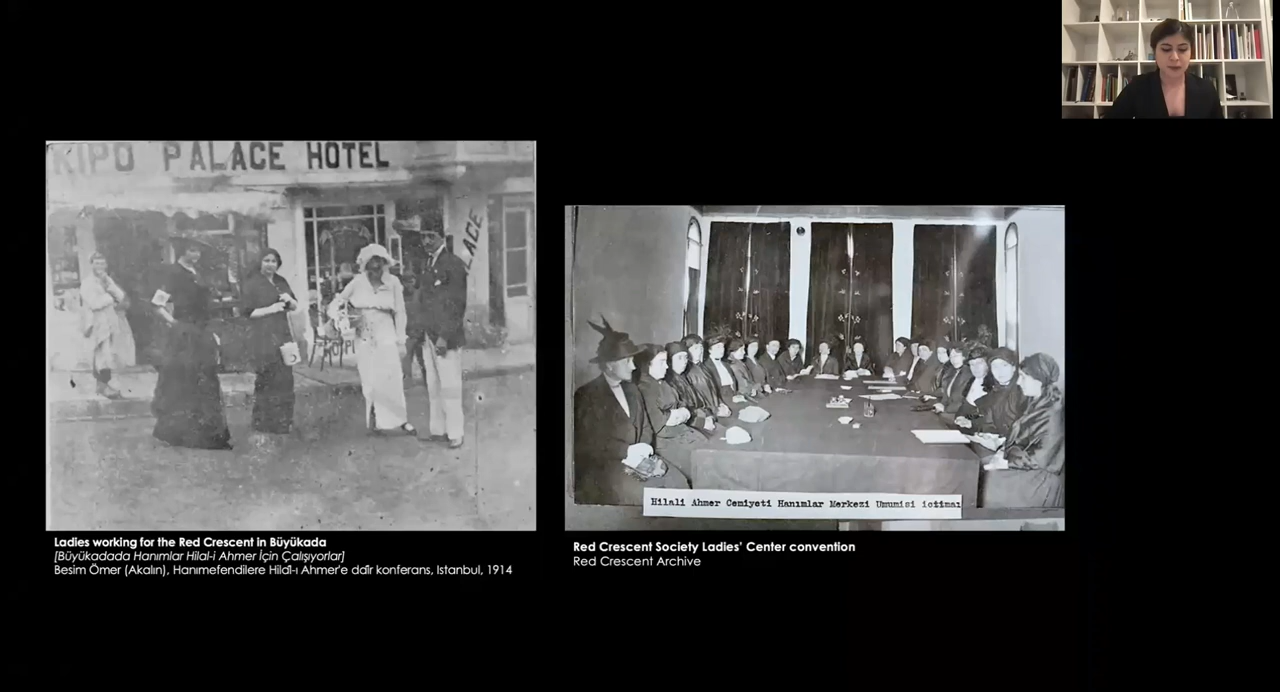 KIPO PALACE HOTEL
LACE
Ladies working for the Red Crescent in Büyükada
[Büyükadada Hanımlar Hilal-i Ahmer İçin Çalışıyorlar]
Besim Ömer (Akalın), Hanımefendilere Hilâl-ı Ahmer'e dair konferans, Istanbul, 1914
Hilali Ahmer Cemiyeti Hanımlar Merkezi Umumisi ictimaı
Red Crescent Society Ladies' Center convention
Red Crescent Archive